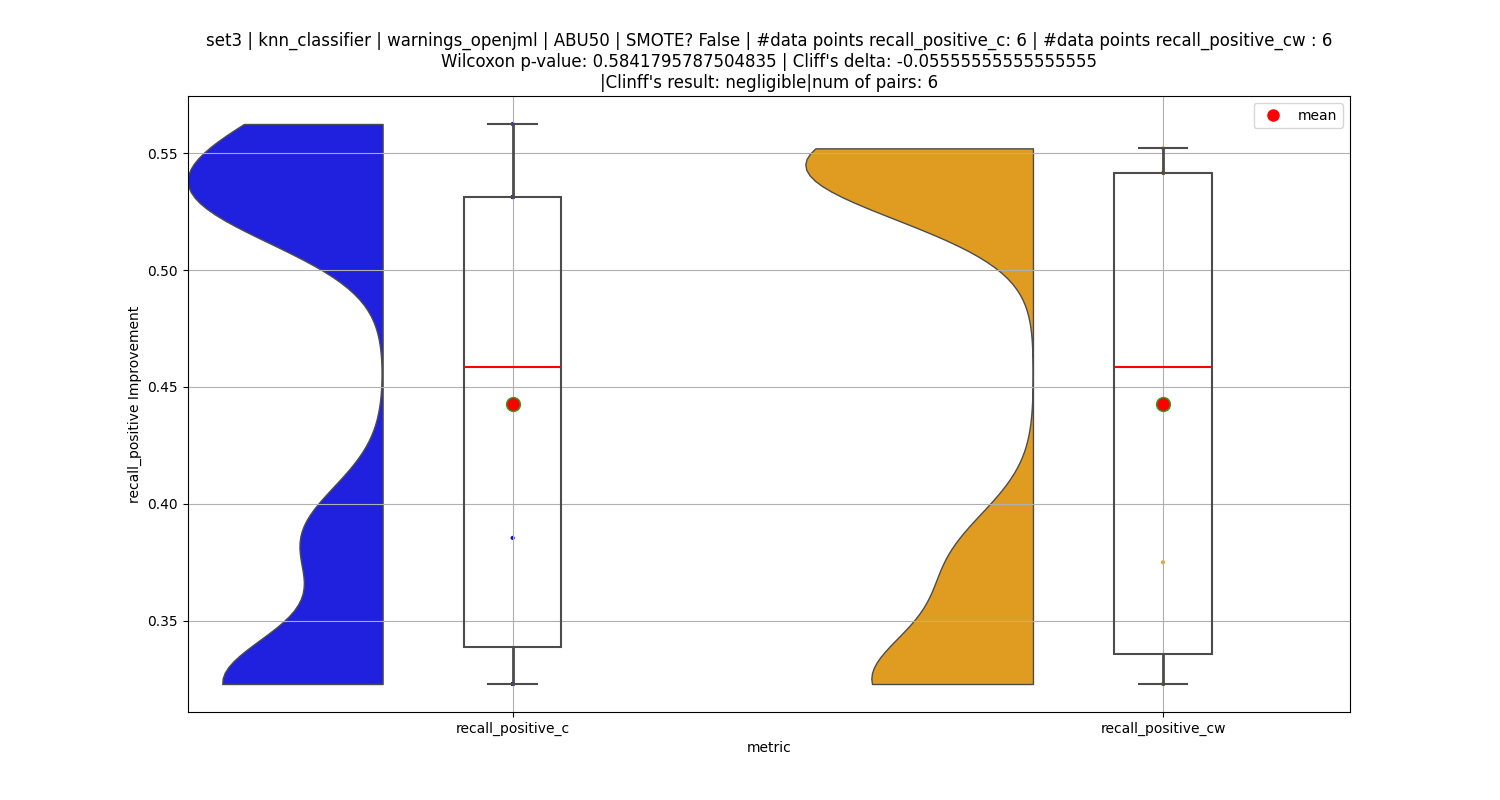 set3 | knn_classifier | warnings_openjml | ABU50 | SMOTE? False | #data points recall_positive_c: 6 | #data points recall_positive_cw : 6
Wilcoxon p-value: 0.5841795787504835 | Cliff's delta: -0.05555555555555555
|Clinff's result: negligible|num of pairs: 6
mean
0.55
0.50
0.45
0.40
0.35
recall_positive Improvement
recall_positive_c
recall_positive_cw
metric